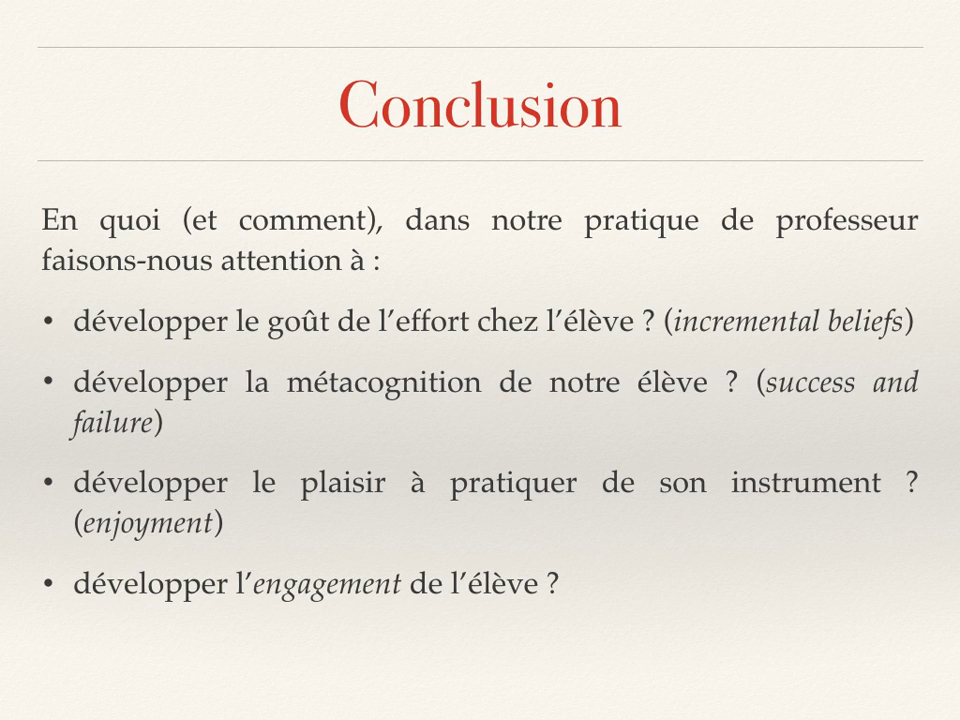 Conclusion
En quoi (et comment), dans notre pratique de professeur
faisons-nous attention à :
• développer le goût de l’effort chez l’élève ? (incremental beliefs)
• développer la métacognition de notre élève ? (success and
failure)
• développer le plaisir à pratiquer de son instrument ?
(enjoyment)
• développer l’engagement de l’élève ?